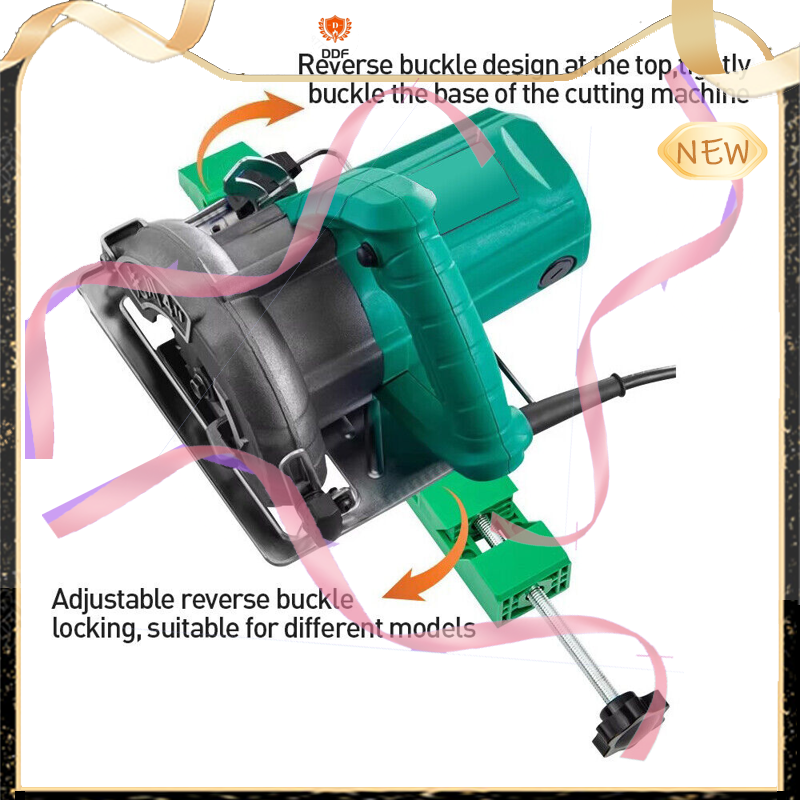 DDF
Reverse buckle design at the top, tightly
buckle the base of the cutting machine
NEW
Adjustable reverse buckle
locking, suitable for different models